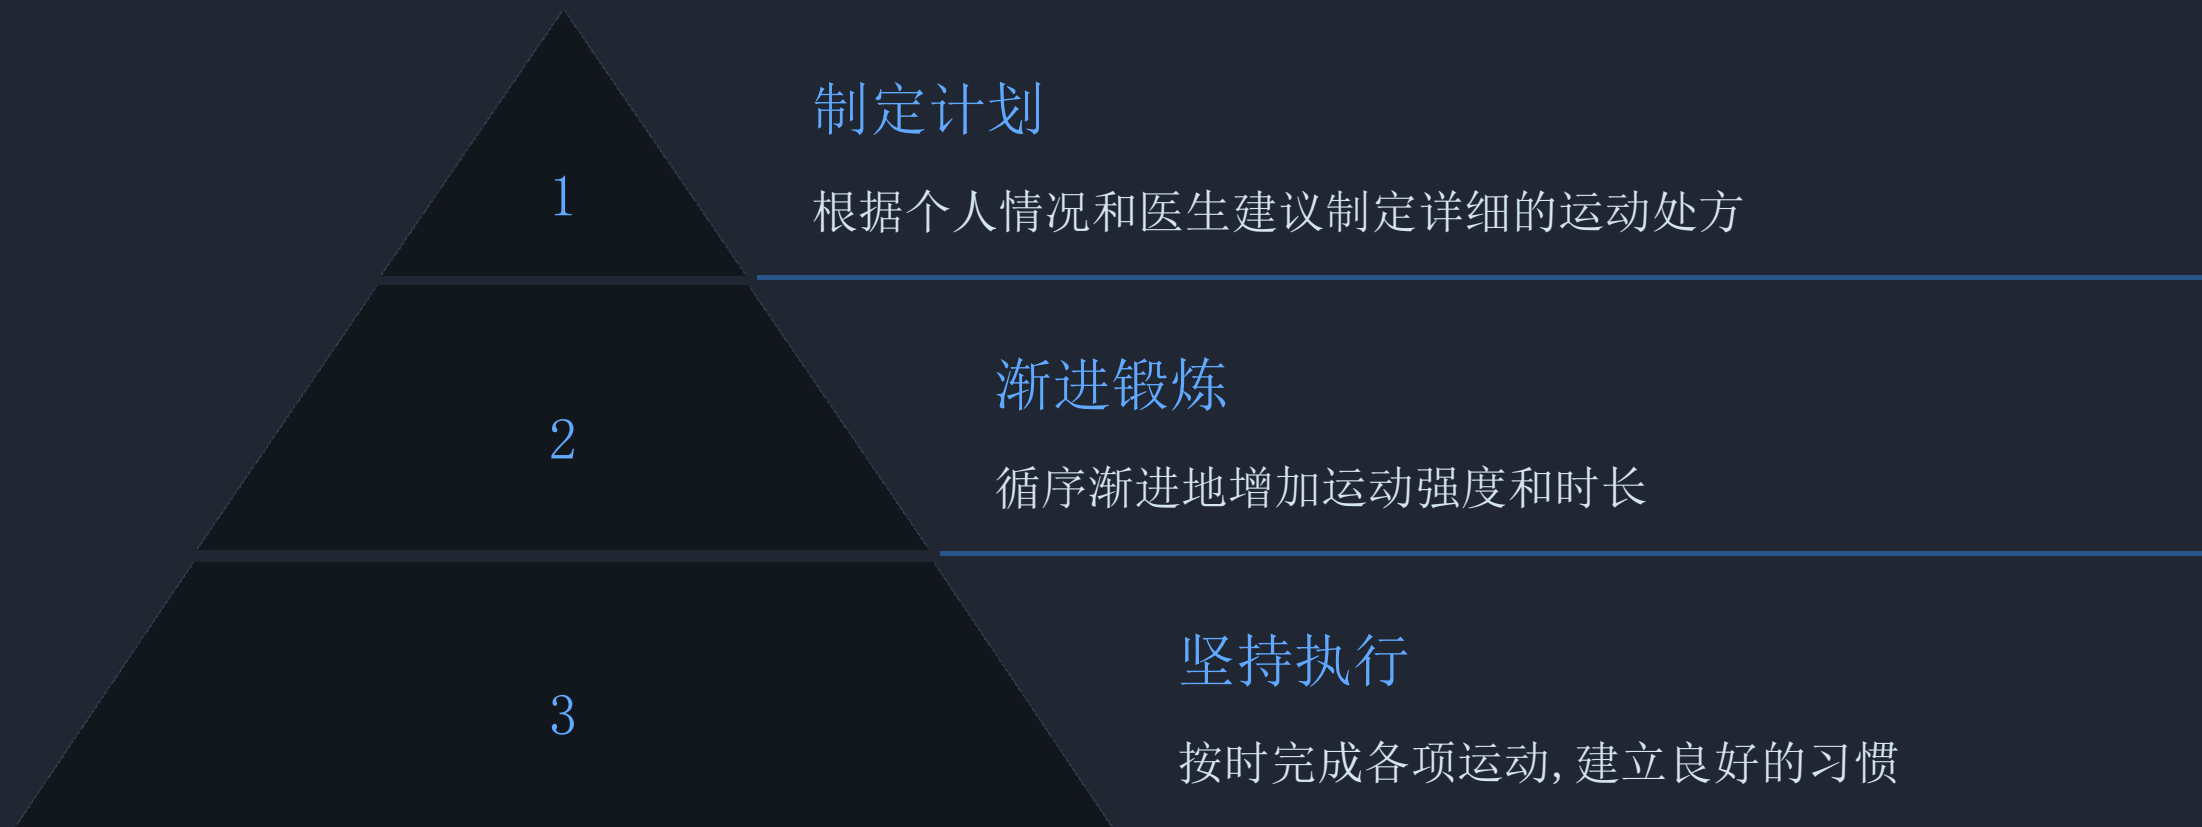 1
制定计划
根据个人情况和医生建议制定详细的运动处方
2
渐进锻炼
循序渐进地增加运动强度和时长
3
坚持执行
按时完成各项运动,建立良好的习惯